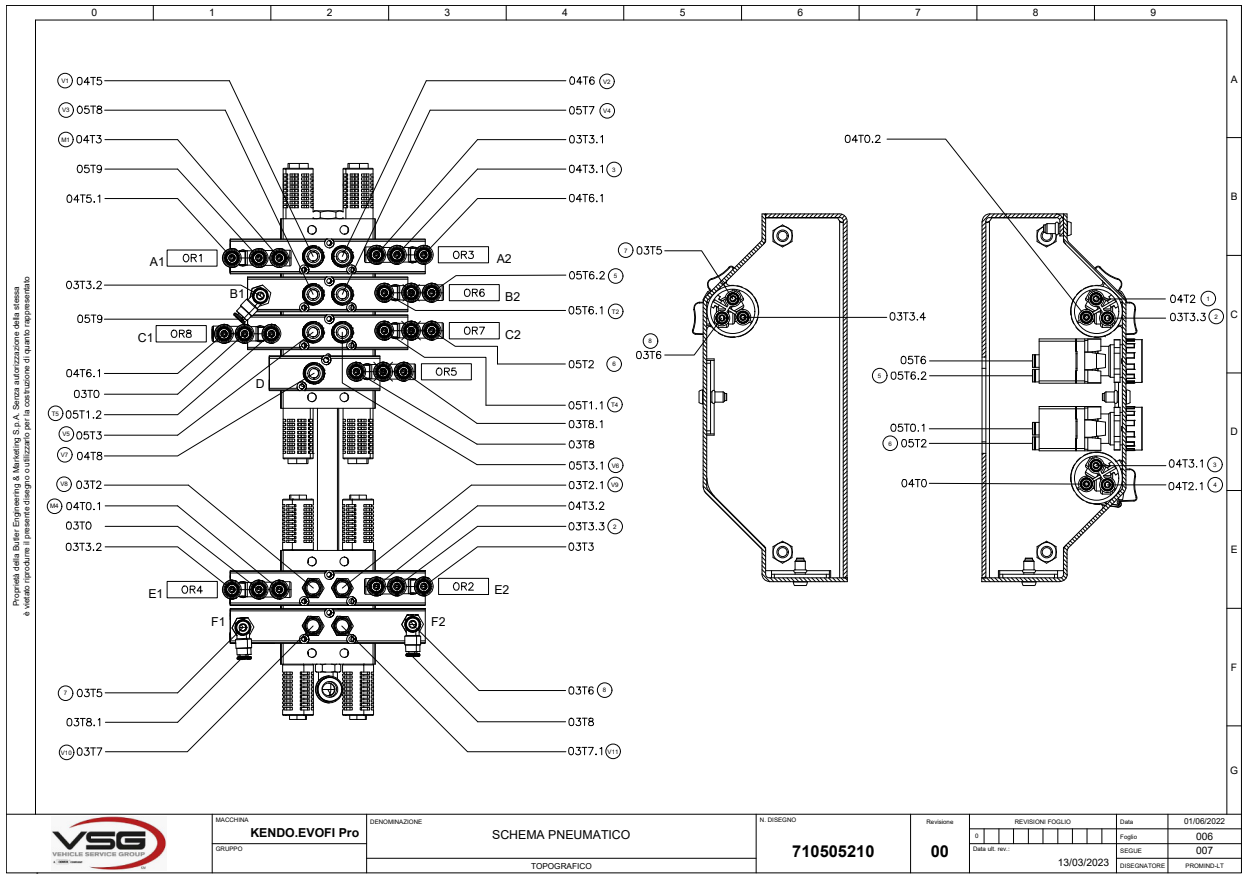 0 1 2 3 4 5 6 7 8 9
A
B
C
D
E
F
G
V1 04T5
V3 05T8
M1 04T3
05T9
04T5.1
A1 OR1
03T3.2
B1
05T9
C1 OR8
04T6.1
03T0
T5 05T1.2
D
V5 05T3
V7 04T8
V8 03T2
M4 04T0.1
03T0
03T3.2
E1 OR4
F1
7 03T5
03T8.1
V10 03T7
04T6 V2
05T7 V4
03T3.1
04T3.1 3
04T6.1
OR3 A2
05T6.2 5
OR6 B2
05T6.1 T2
OR7 C2
05T2 6
OR5
05T1.1 T4
03T8.1
03T8
05T3.1 V6
03T2.1 V9
04T3.2
03T3.3 2
03T3
OR2 E2
F2
03T6 8
03T8
03T7.1 V11
7 03T5
03T3.4
8
03T6
04T0.2
04T2 1
03T3.3 2
05T6
5 05T6.2
05T0.1
6 05T2
04T0
04T3.1 3
04T2.1 4
Proprietà della Butler Engineering & Marketing S.p.A. Senza autorizzazione della stessa
è vietato riprodurre il presente disegno o utilizzarlo per la costruzione di quanto rappresentato
VSG
VEHICLE SERVICE GROUP
MACCHINA
KENDO.EVOFI Pro
GRUPPO
DENOMINAZIONE
SCHEMA PNEUMATICO
TOPOGRAFICO
N. DISEGNO
710505210
Revisione
00
REVISIONI FOGLIO
0
Data ult. rev.:
13/03/2023
Data 01/06/2022
Foglio 006
SEGUE 007
DISEGNATORE PROMIND-LT